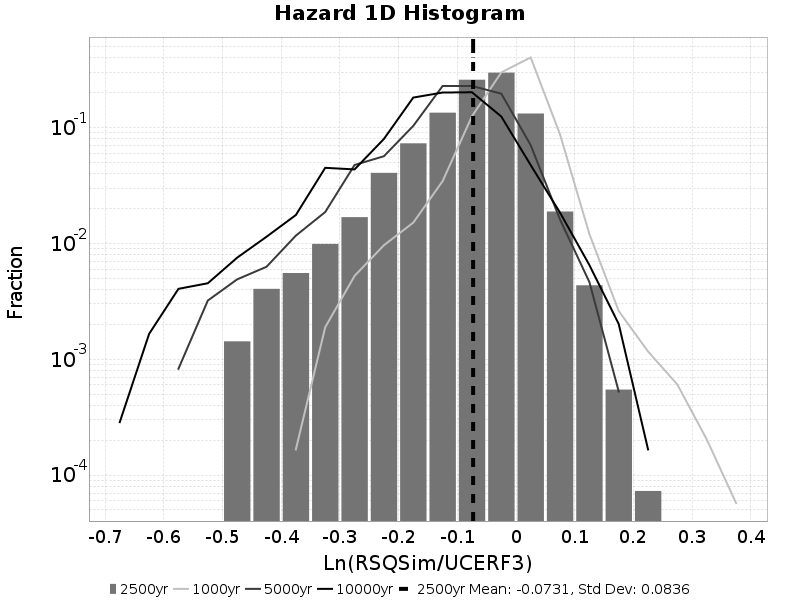 Hazard 1D Histogram
Fraction
10-1
10-2
10-3
10-4
-0.7 -0.6 -0.5 -0.4 -0.3 -0.2 -0.1 0 0.1 0.2 0.3 0.4
Ln(RSQSim/UCERF3)
2500yr 1000yr 5000yr 10000yr 2500yr Mean: -0.0731, Std Dev: 0.0836